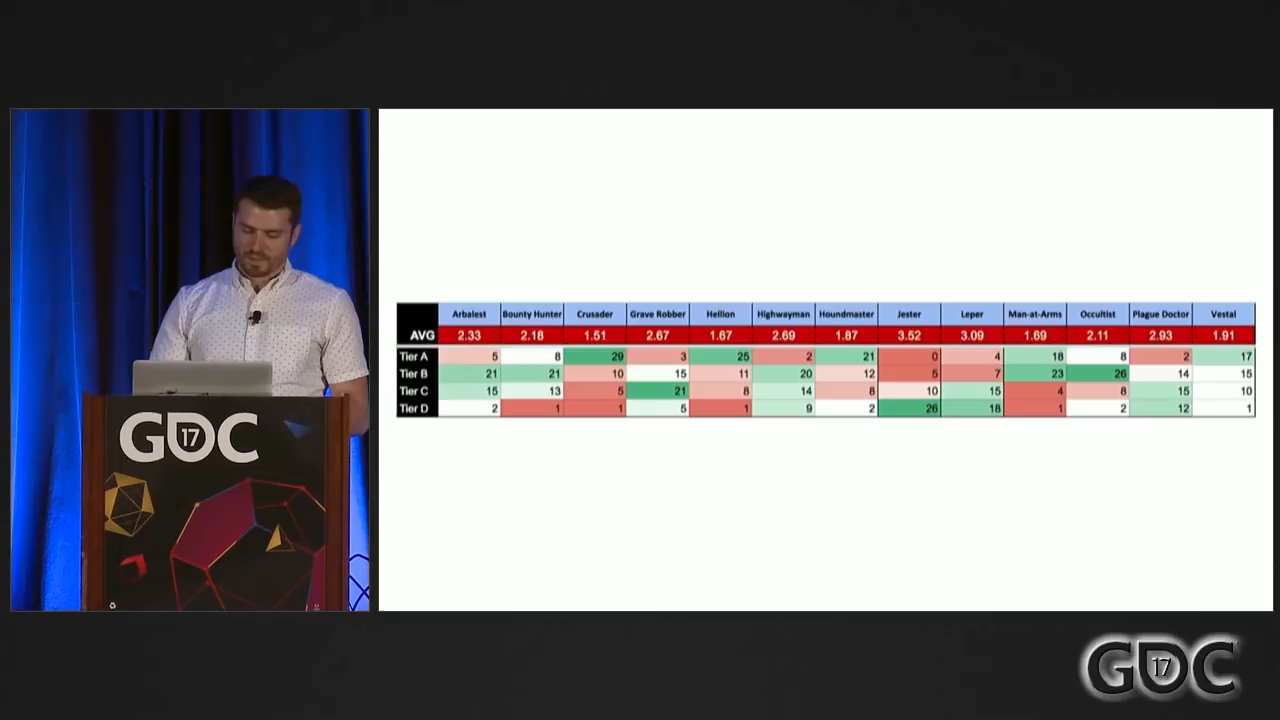 Arbalest Bounty Hunter Crusader Grave Robber Hellion Highwayman Houndmaster Jester Leper Man-at-Arms Occultist Plague Doctor Vestal
AVG 2.33 2.18 1.51 2.67 1.67 2.69 1.87 3.52 3.09 1.69 2.11 2.93 1.91
Tier A 5 8 29 3 25 2 21 0 4 18 8 2 17
Tier B 21 21 10 15 11 20 12 5 7 23 26 14 15
Tier C 15 13 5 21 8 14 8 10 15 4 8 15 10
Tier D 2 1 1 5 1 9 2 26 18 1 2 12 1
GDC 17
GDC 17